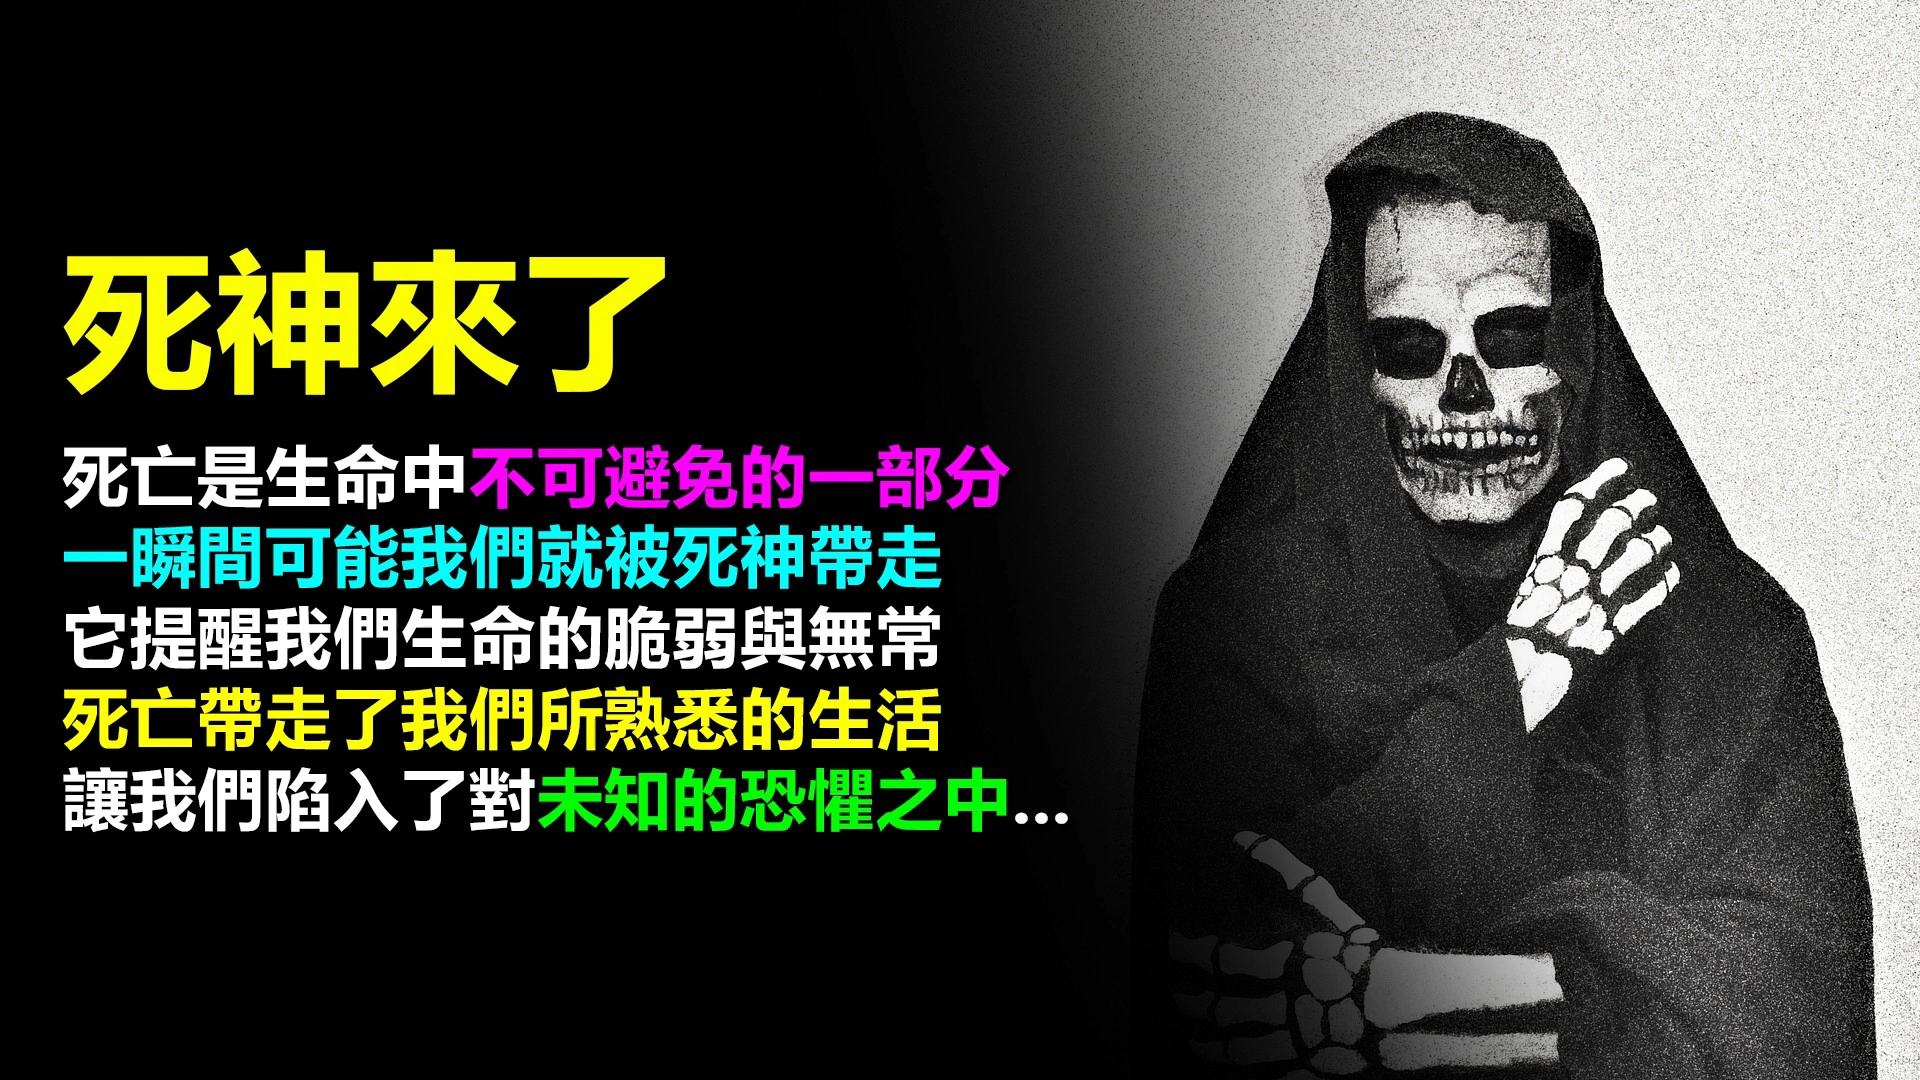 死神來了
死亡是生命中不可避免的一部分
一瞬間可能我們就被死神帶走
它提醒我們生命的脆弱與無常
死亡帶走了我們所熟悉的生活
讓我們陷入了對未知的恐懼之中...